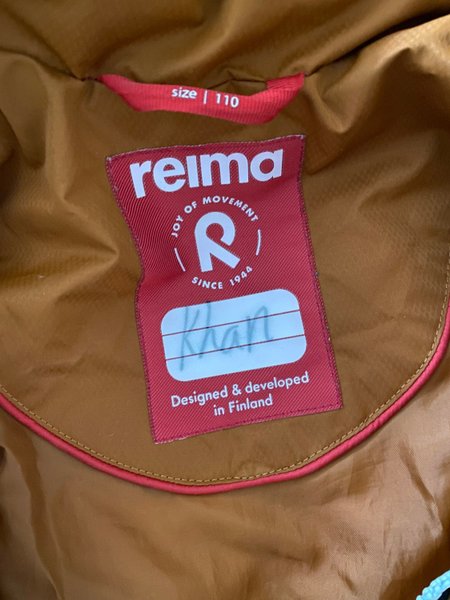 size | 110
reima
JOY OF MOVEMENT
SINCE 1944
Khan
Designed & developed
in Finland